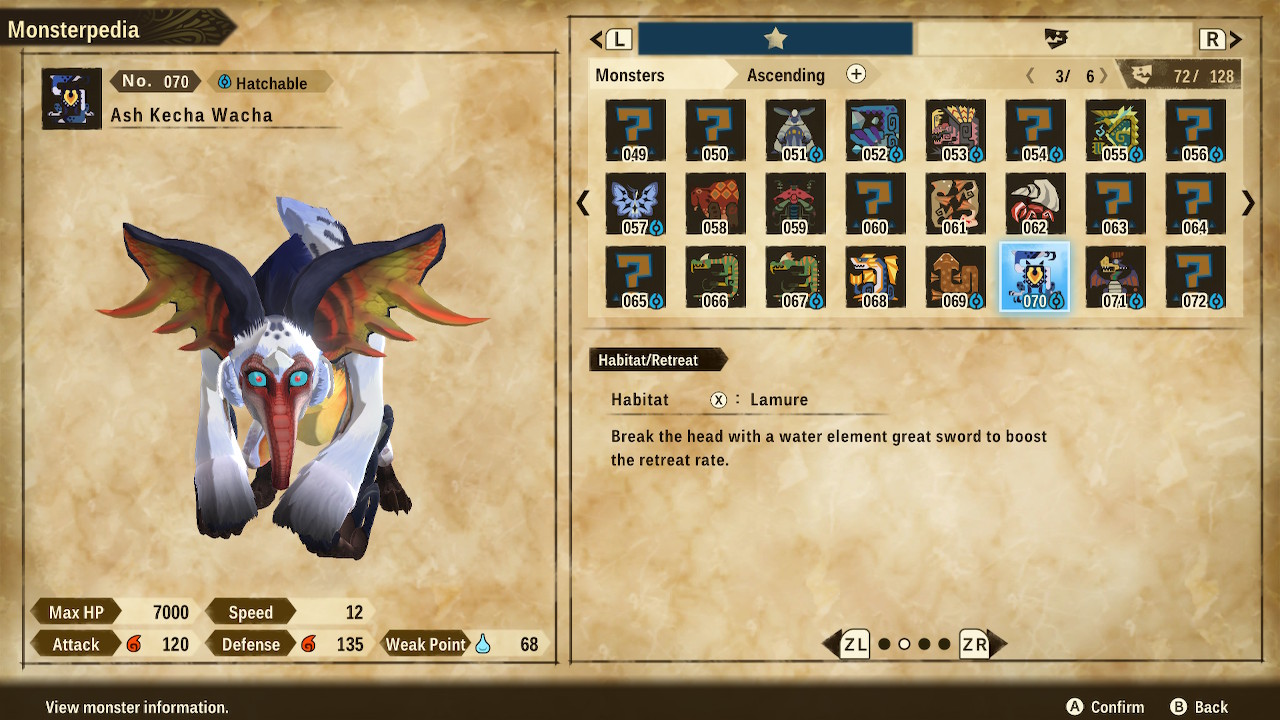 Monsterpedia
No. 070
Hatchable
Ash Kecha Wacha
Max HP 7000
Speed 12
Attack 120
Defense 135
Weak Point 68
L
R
Monsters
Ascending
3/ 6
72/ 128
049 050 051 052 053 054 055 056
057 058 059 060 061 062 063 064
065 066 067 068 069 070 071 072
Habitat/Retreat
Habitat X : Lamure
Break the head with a water element great sword to boost
the retreat rate.
ZL ZR
View monster information.
A Confirm B Back